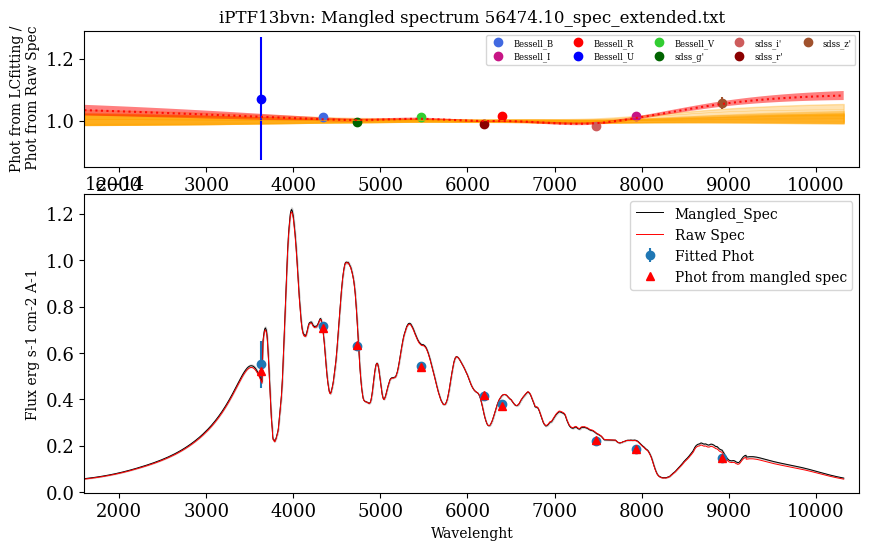 iPTF13bvn: Mangled spectrum 56474.10_spec_extended.txt
Phot from LCfitting /
Phot from Raw Spec
1.2
1.0
Bessell_B Bessell_R Bessell_V sdss_i' sdss_z'
Bessell_I Bessell_U sdss_g' sdss_r'
2000 3000 4000 5000 6000 7000 8000 9000 10000
1e−14
Flux erg s-1 cm-2 A-1
1.2
1.0
0.8
0.6
0.4
0.2
0.0
Mangled_Spec
Raw Spec
Fitted Phot
Phot from mangled spec
2000 3000 4000 5000 6000 7000 8000 9000 10000
Wavelenght